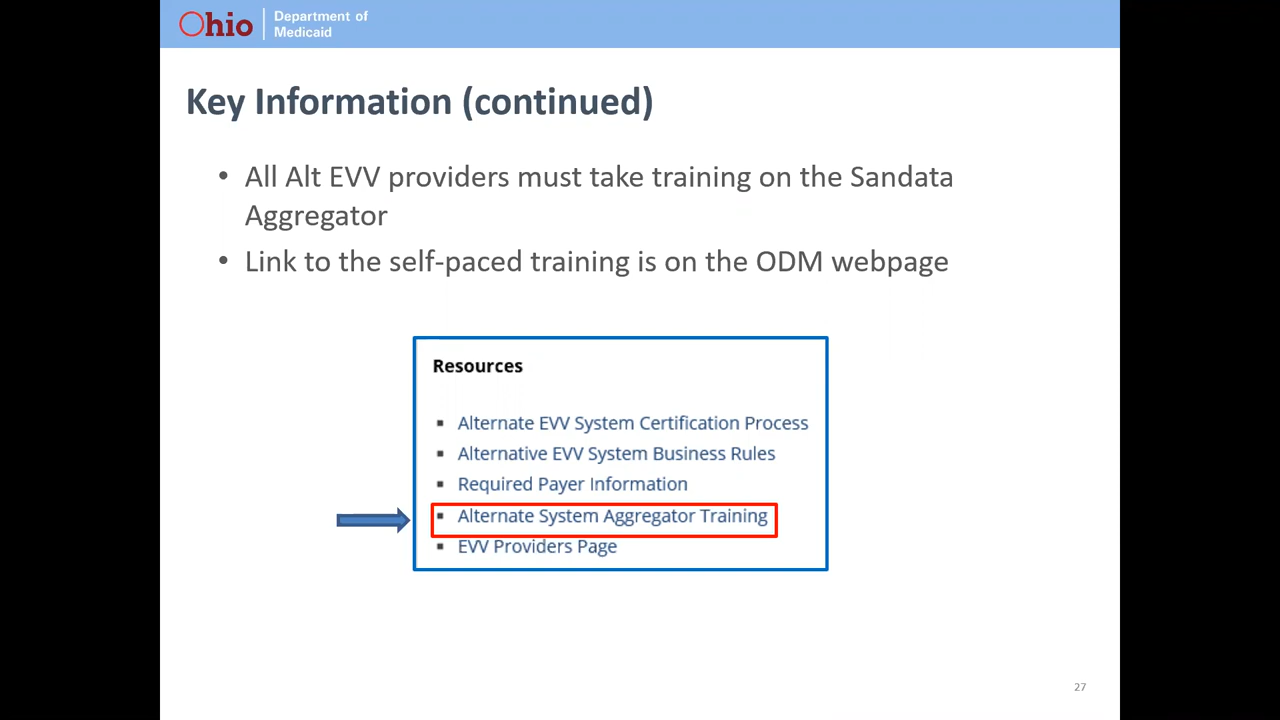 Ohio
Department of
Medicaid
Key Information (continued)
• All Alt EVV providers must take training on the Sandata
Aggregator
• Link to the self-paced training is on the ODM webpage
Resources
▪ Alternate EVV System Certification Process
▪ Alternative EVV System Business Rules
▪ Required Payer Information
▪ Alternate System Aggregator Training
▪ EVV Providers Page
27